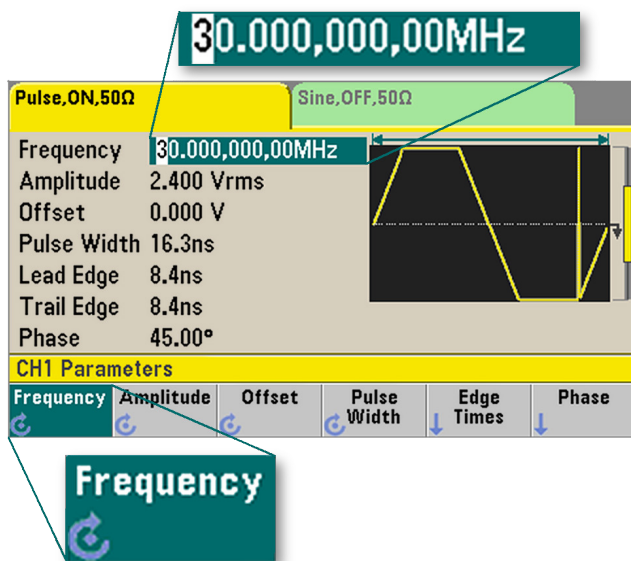 30.000,000,00MHz
Pulse,ON,50Ω
Sine,OFF,50Ω
Frequency 30.000,000,00MHz
Amplitude 2.400 Vrms
Offset 0.000 V
Pulse Width 16.3ns
Lead Edge 8.4ns
Trail Edge 8.4ns
Phase 45.00°
CH1 Parameters
Frequency Amplitude Offset Pulse Width Edge Times Phase
Frequency